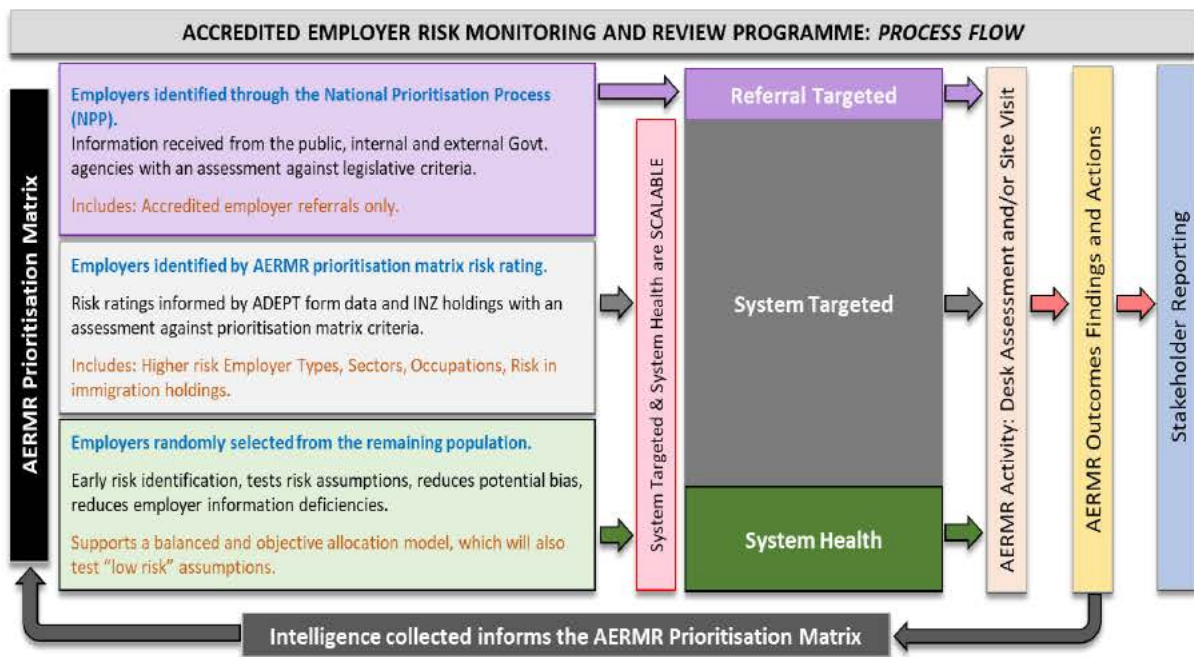 ACCREDITED EMPLOYER RISK MONITORING AND REVIEW PROGRAMME: PROCESS FLOW
AERMR Prioritisation Matrix
Employers identified through the National Prioritisation Process
(NPP).
Information received from the public, internal and external Govt.
agencies with an assessment against legislative criteria.
Includes: Accredited employer referrals only.
Employers identified by AERMR prioritisation matrix risk rating.
Risk ratings informed by ADEPT form data and INZ holdings with an
assessment against prioritisation matrix criteria.
Includes: Higher risk Employer Types, Sectors, Occupations, Risk in
immigration holdings.
Employers randomly selected from the remaining population.
Early risk identification, tests risk assumptions, reduces potential bias,
reduces employer information deficiencies.
Supports a balanced and objective allocation model, which will also
test “low risk” assumptions.
System Targeted & System Health are SCALABLE
Referral Targeted
System Targeted
System Health
AERMR Activity: Desk Assessment and/or Site Visit
AERMR Outcomes Findings and Actions
Stakeholder Reporting
Intelligence collected informs the AERMR Prioritisation Matrix